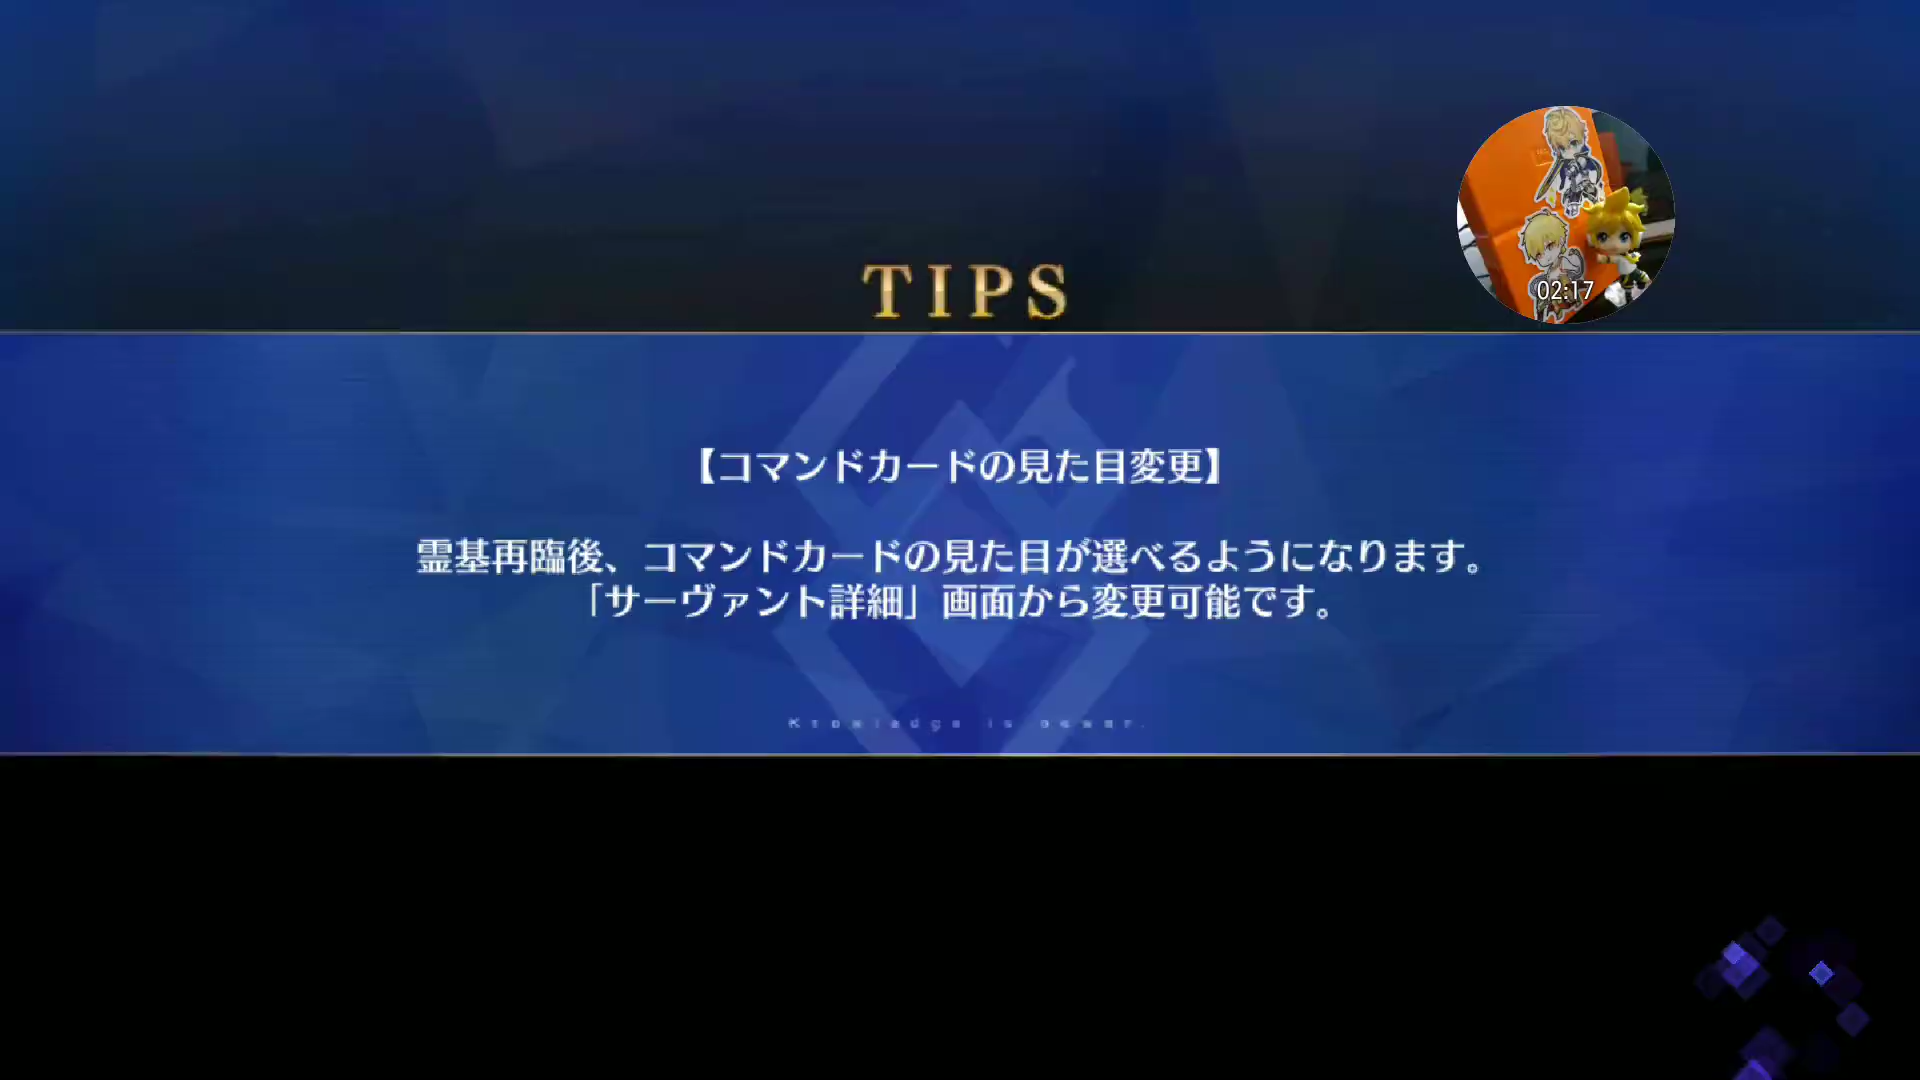 TIPS
02:17
【コマンドカードの見た目変更】
霊基再臨後、コマンドカードの見た目が選べるようになります。
「サーヴァント詳細」画面から変更可能です。
Knowledge is power.